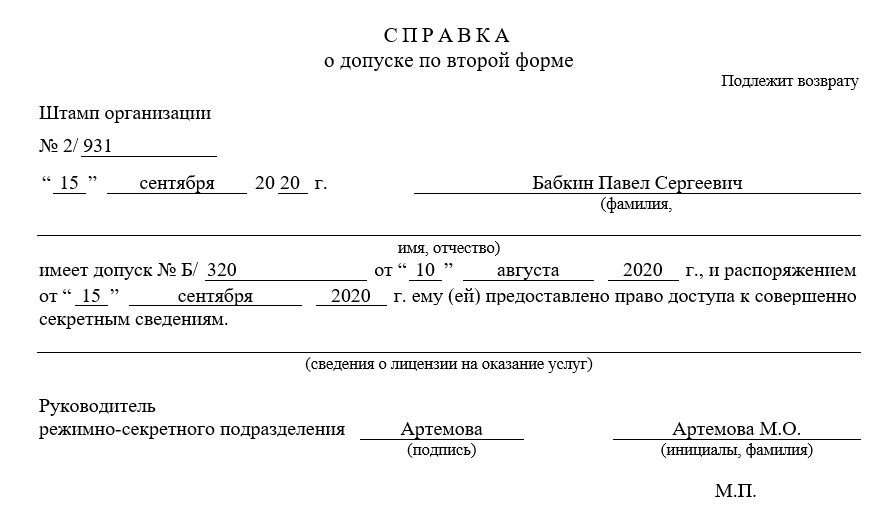 СПРАВКА
о допуске по второй форме
Подлежит возврату
Штамп организации
№ 2/ 931
“ 15 ” сентября 20 20 г. Бабкин Павел Сергеевич
(фамилия,
имя, отчество)
имеет допуск № Б/ 320 от “ 10 ” августа 2020 г., и распоряжением
от “ 15 ” сентября 2020 г. ему (ей) предоставлено право доступа к совершенно
секретным сведениям.
(сведения о лицензии на оказание услуг)
Руководитель
режимно-секретного подразделения Артемова Артемова М.О.
(подпись) (инициалы, фамилия)
М.П.